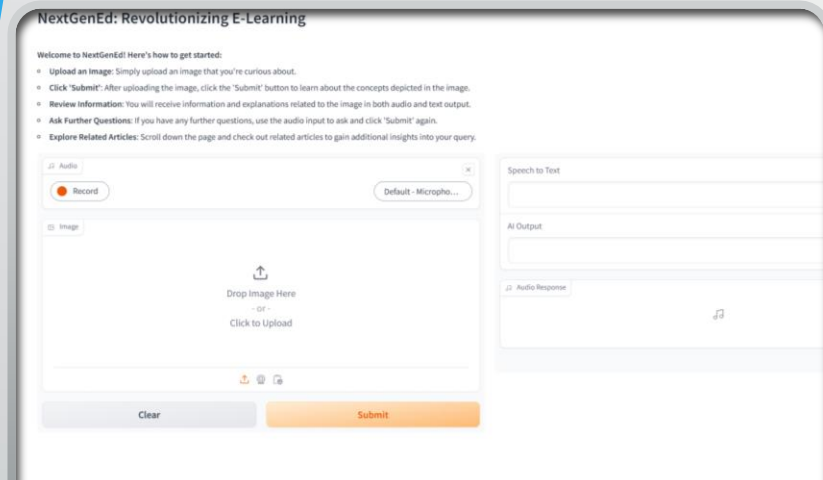 NextGenEd: Revolutionizing E-Learning
Welcome to NextGenEd! Here's how to get started:
Upload an Image: Simply upload an image that you're curious about.
Click 'Submit': After uploading the image, click the 'Submit' button to learn about the concepts depicted in the image.
Review Information: You will receive information and explanations related to the image in both audio and text output.
Ask Further Questions: If you have any further questions, use the audio input to ask and click 'Submit' again.
Explore Related Articles: Scroll down the page and check out related articles to gain additional insights into your query.
Audio
Record
Default - Micropho...
Image
Drop Image Here
- or -
Click to Upload
Clear
Submit
Speech to Text
AI Output
Audio Response